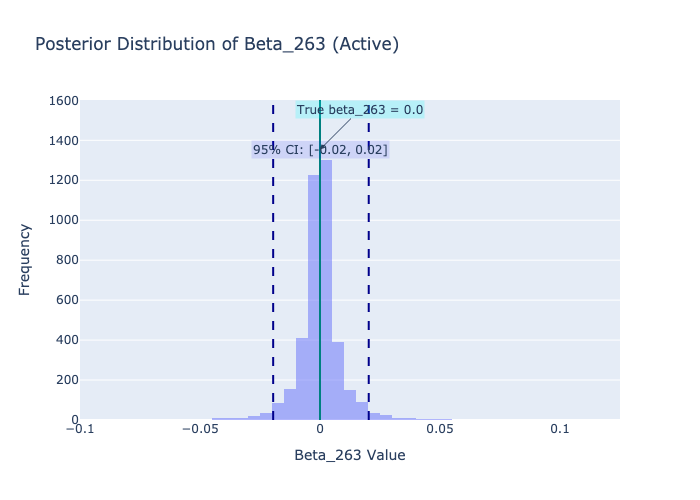 Posterior Distribution of Beta_263 (Active)
1600
True beta_263 = 0.0
1400
95% CI: [-0.02, 0.02]
1200
1000
800
600
400
200
0
Frequency
−0.1
−0.05
0
0.05
0.1
Beta_263 Value